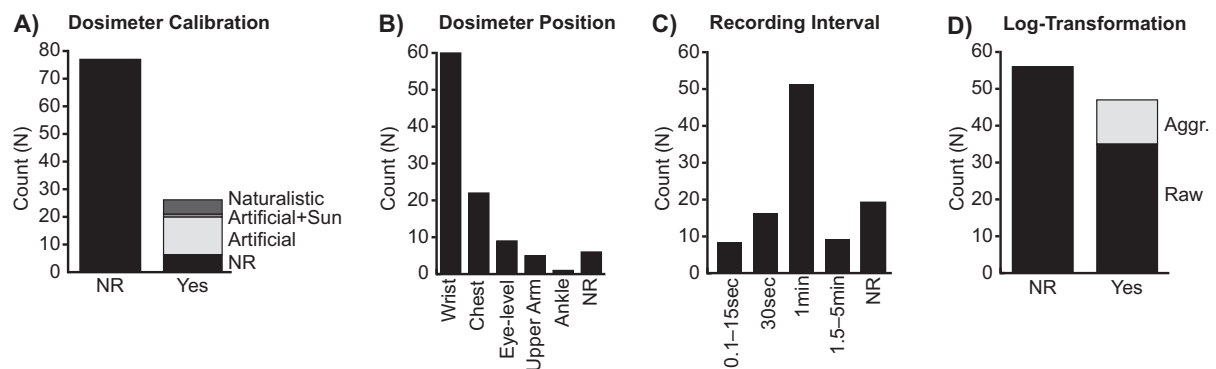 A) Dosimeter Calibration
Count (N)
80
70
60
50
40
30
20
10
0
NR
Yes
Naturalistic
Artificial+Sun
Artificial
NR
B) Dosimeter Position
Count (N)
60
50
40
30
20
10
0
Wrist
Chest
Eye-level
Upper Arm
Ankle
NR
C) Recording Interval
Count (N)
60
50
40
30
20
10
0
0.1–15sec
30sec
1min
1.5–5min
NR
D) Log-Transformation
Count (N)
60
50
40
30
20
10
0
NR
Yes
Aggr.
Raw